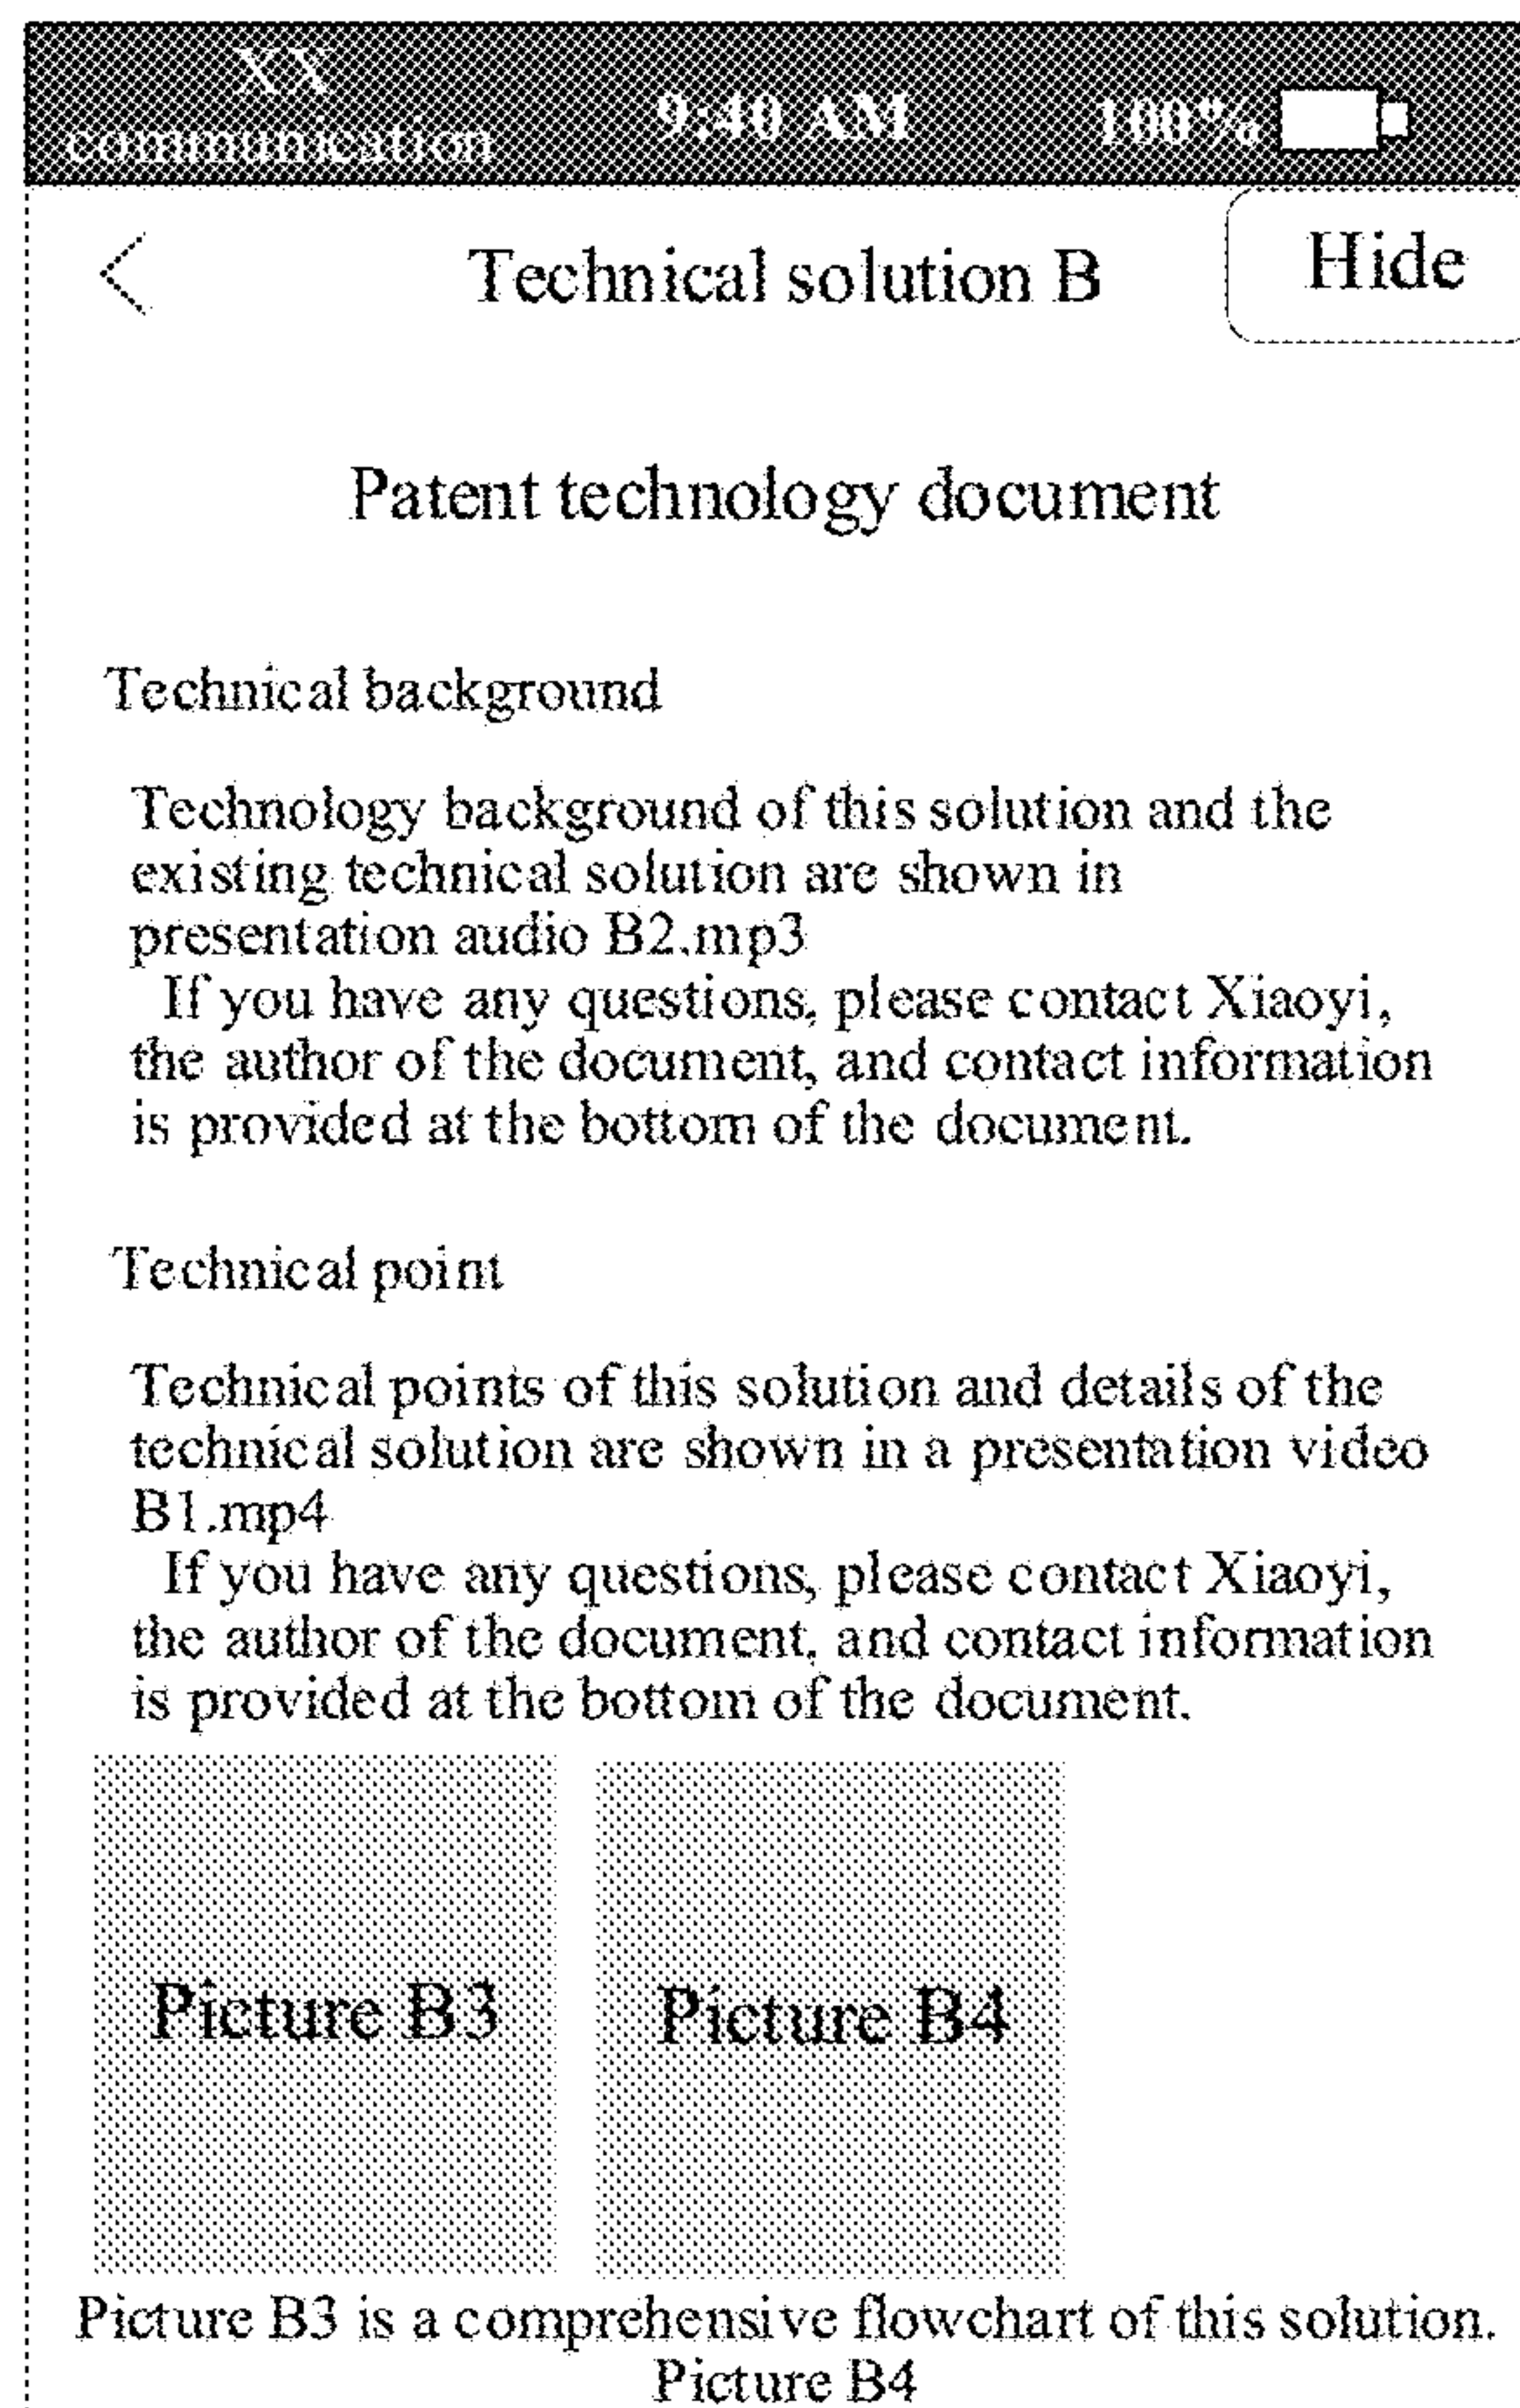 XX
communication
9:40 AM
100%
<
Technical solution B
Hide
Patent technology document
Technical background
Technology background of this solution and the
existing technical solution are shown in
presentation audio B2.mp3
If you have any questions, please contact Xiaoyi,
the author of the document, and contact information
is provided at the bottom of the document.
Technical point
Technical points of this solution and details of the
technical solution are shown in a presentation video
B1.mp4
If you have any questions, please contact Xiaoyi,
the author of the document, and contact information
is provided at the bottom of the document.
Picture B3
Picture B4
Picture B3 is a comprehensive flowchart of this solution.
Picture B4